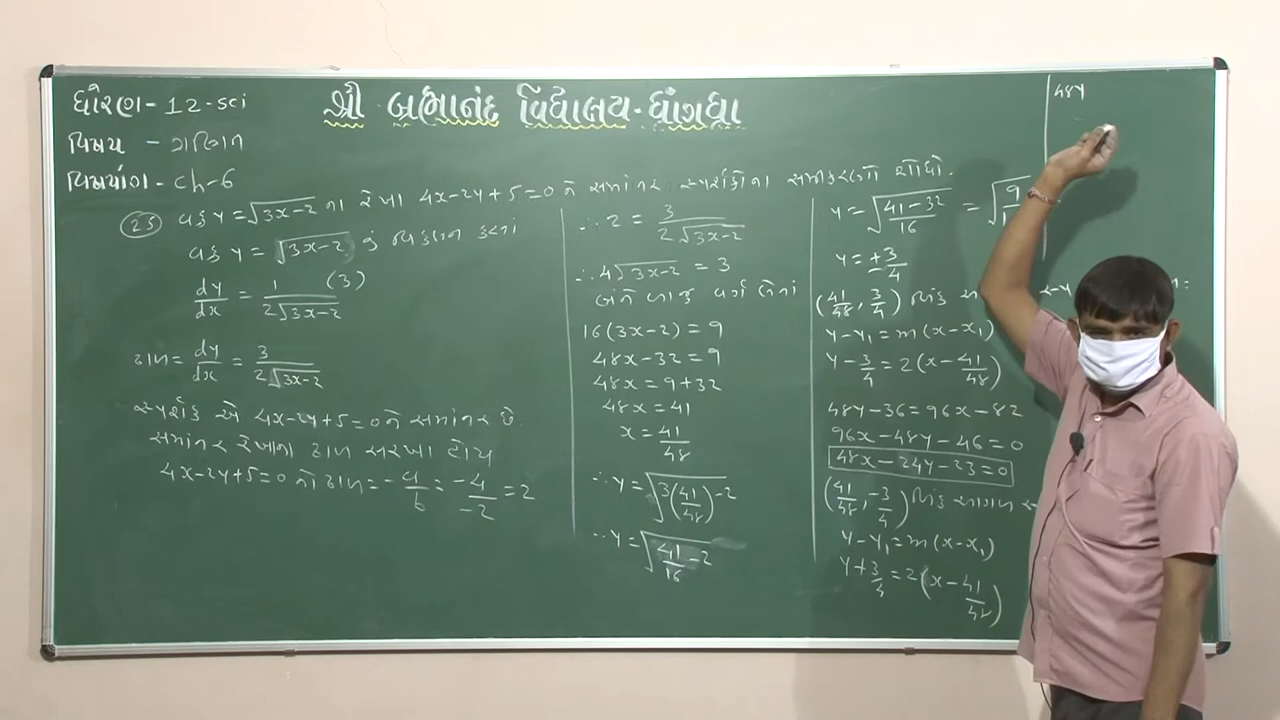 ધોરણ - 12-sci
શ્રી બ્રહ્માનંદ વિદ્યાલય-ધ્રાંગધ્રા
વિષય - ગણિત
વિષયાંગ - Ch-6
(25) વક્ર y = √(3x-2) ના રેખા 4x-2y+5=0 ને સમાંતર સ્પર્શકોના સમીકરણો શોધો.
વક્ર y = √(3x-2) નું વિકલન કરતાં
dy/dx = 1/(2√(3x-2)) (3)
ઢાળ = dy/dx = 3/(2√(3x-2))
સ્પર્શક એ 4x-2y+5=0 ને સમાંતર છે.
સમાંતર રેખાના ઢાળ સરખા હોય
4x-2y+5=0 નો ઢાળ = -a/b = -4/-2 = 2
∴ 2 = 3/(2√(3x-2))
∴ 4√(3x-2) = 3
બંને બાજુ વર્ગ લેતાં
16(3x-2) = 9
48x-32 = 9
48x = 9+32
48x = 41
x = 41/48
∴ y = √(3(41/48)-2)
∴ y = √(41/16-2)
y = √((41-32)/16) = √(9/
y = ±3/4
(41/48, 3/4) બિંદુ
y-y₁ = m(x-x₁)
y-3/4 = 2(x-41/48)
48y-36 = 96x-82
96x-48y-46 = 0
48x-24y-23=0
(41/48, -3/4) બિંદુ આગળ
y-y₁ = m(x-x₁)
y+3/4 = 2(x-41/48)
48y